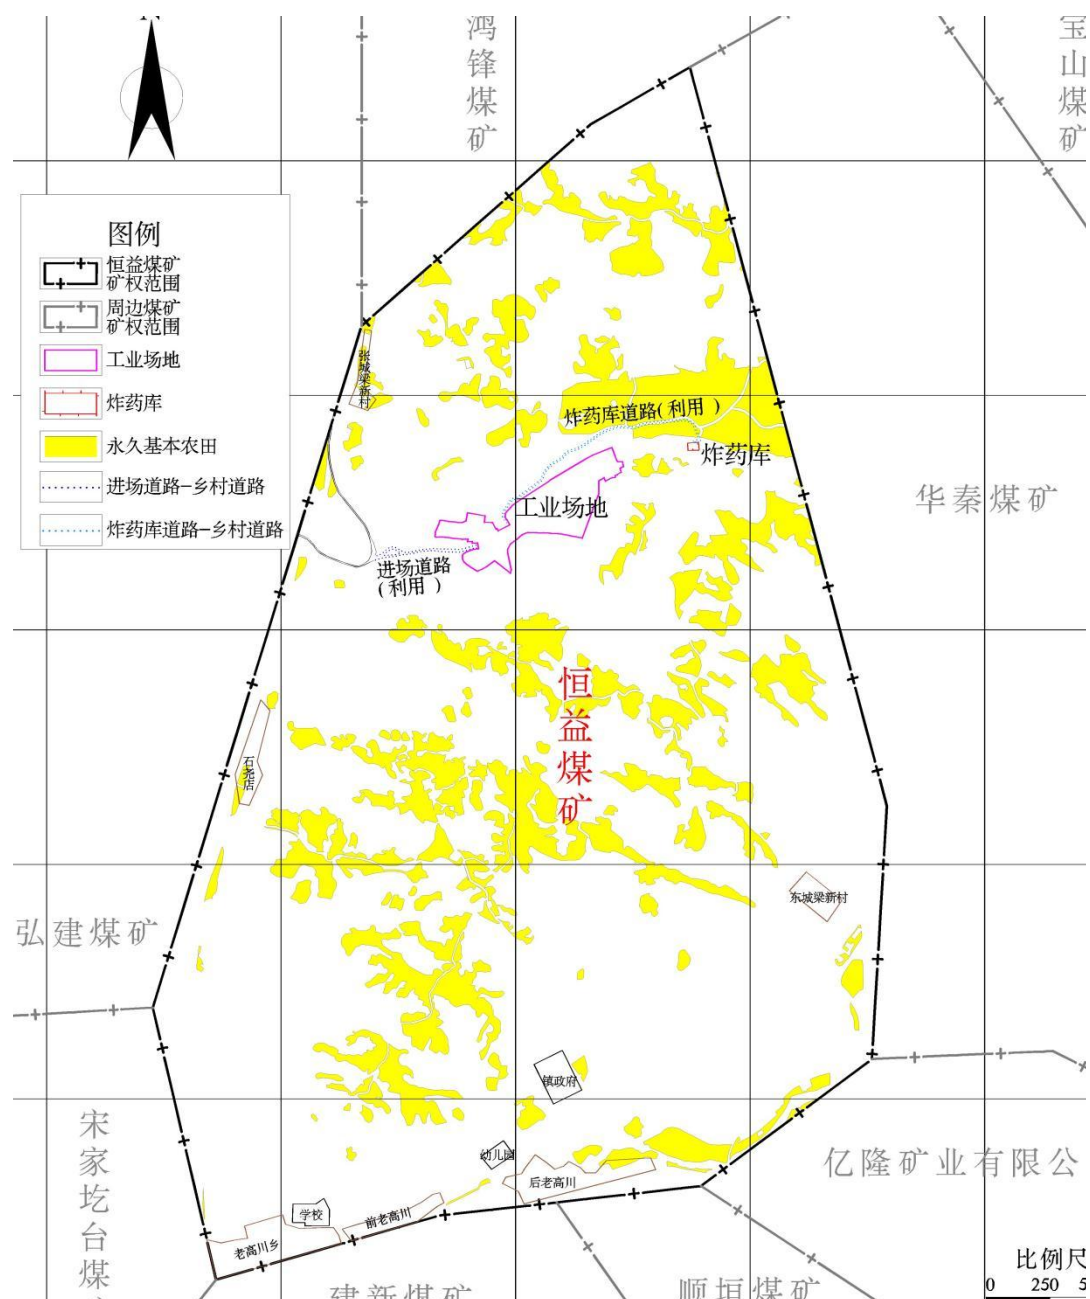 N
鸿锋煤矿
宝山煤矿
图例
恒益煤矿
矿权范围
周边煤矿
矿权范围
工业场地
炸药库
永久基本农田
进场道路-乡村道路
炸药库道路-乡村道路
张城梁新村
炸药库道路(利用 )
炸药库
工业场地
华秦煤矿
进场道路
(利用 )
恒益煤矿
石尧店
东城梁新村
弘建煤矿
镇政府
宋家圪台煤
幼儿园
亿隆矿业有限公
后老高川
学校
前老高川
老高川乡
建新煤矿
顺垣煤矿
比例尺
0 250 5